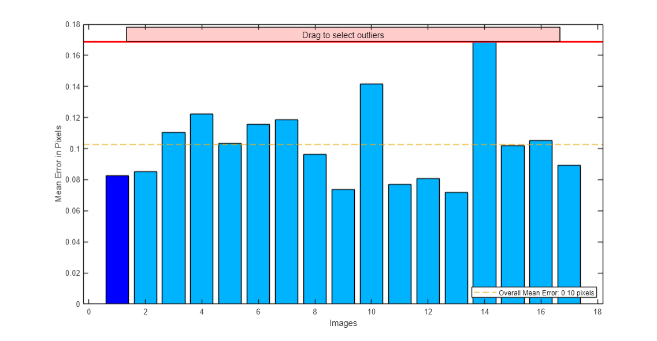 0.18
Drag to select outliers
0.16
0.14
0.12
0.1
0.08
0.06
0.04
0.02
0
Mean Error in Pixels
Overall Mean Error: 0.10 pixels
0 2 4 6 8 10 12 14 16 18
Images